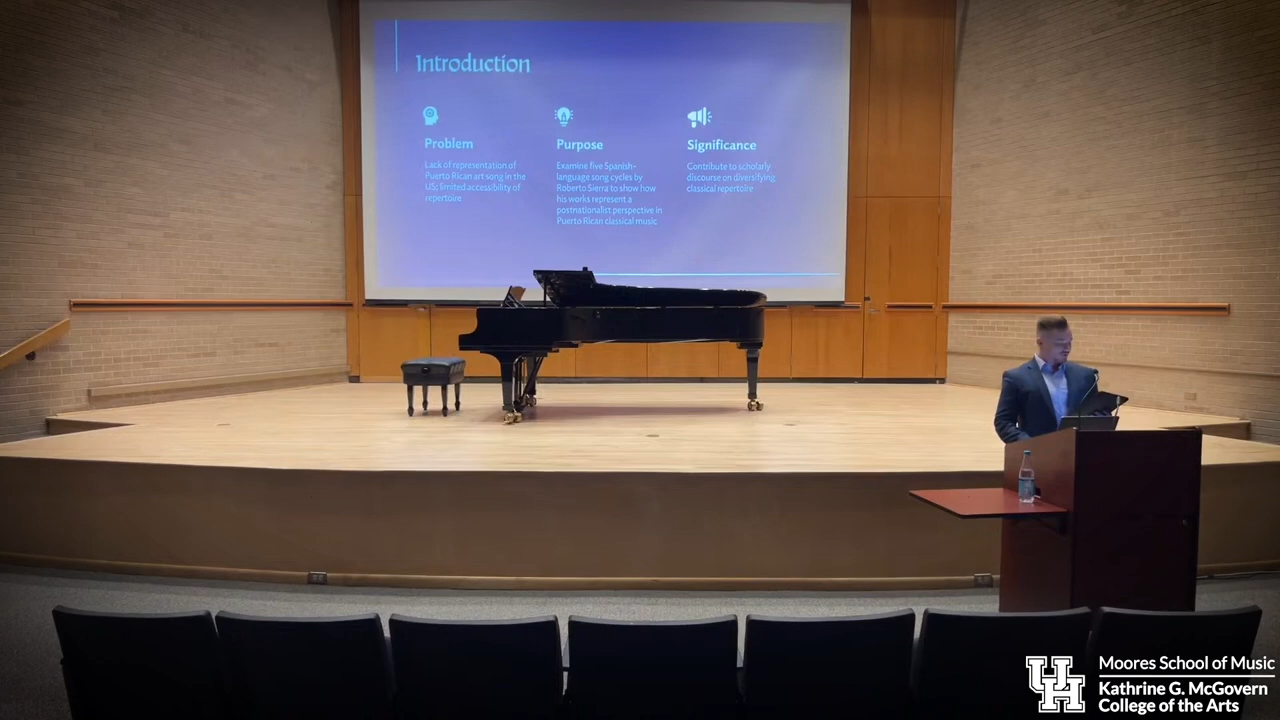 Introduction
Problem
Lack of representation of
Puerto Rican art song in the
US; limited accessibility of
repertoire
Purpose
Examine five Spanish-
language song cycles by
Roberto Sierra to show how
his works represent a
postnationalist perspective in
Puerto Rican classical music
Significance
Contribute to scholarly
discourse on diversifying
classical repertoire
UH
Moores School of Music
Kathrine G. McGovern
College of the Arts